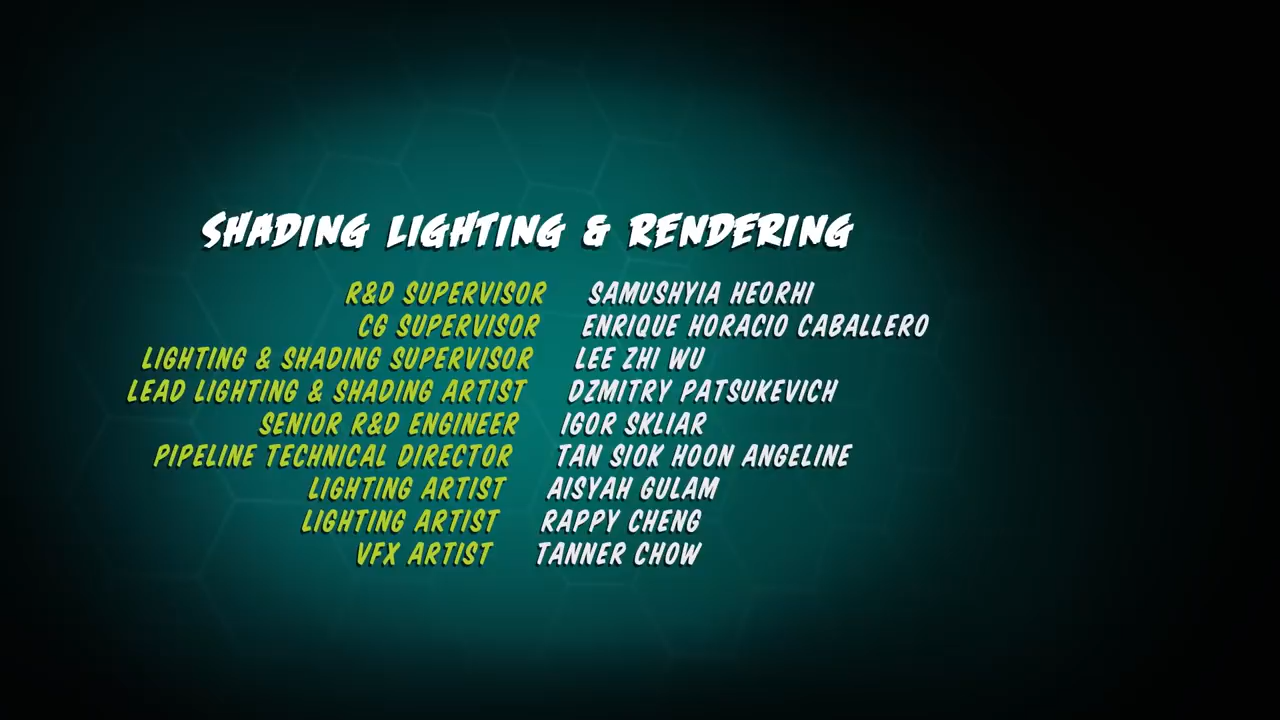 SHADING LIGHTING & RENDERING
R&D SUPERVISOR SAMUSHYIA HEORHI
CG SUPERVISOR ENRIQUE HORACIO CABALLERO
LIGHTING & SHADING SUPERVISOR LEE ZHI WU
LEAD LIGHTING & SHADING ARTIST DZMITRY PATSUKEVICH
SENIOR R&D ENGINEER IGOR SKLIAR
PIPELINE TECHNICAL DIRECTOR TAN SIOK HOON ANGELINE
LIGHTING ARTIST AISYAH GULAM
LIGHTING ARTIST RAPPY CHENG
VFX ARTIST TANNER CHOW